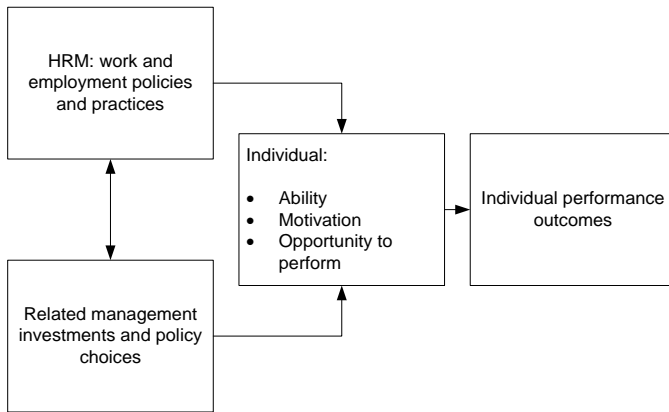 HRM: work and
employment policies
and practices
Individual:
• Ability
• Motivation
• Opportunity to
perform
Individual performance
outcomes
Related management
investments and policy
choices